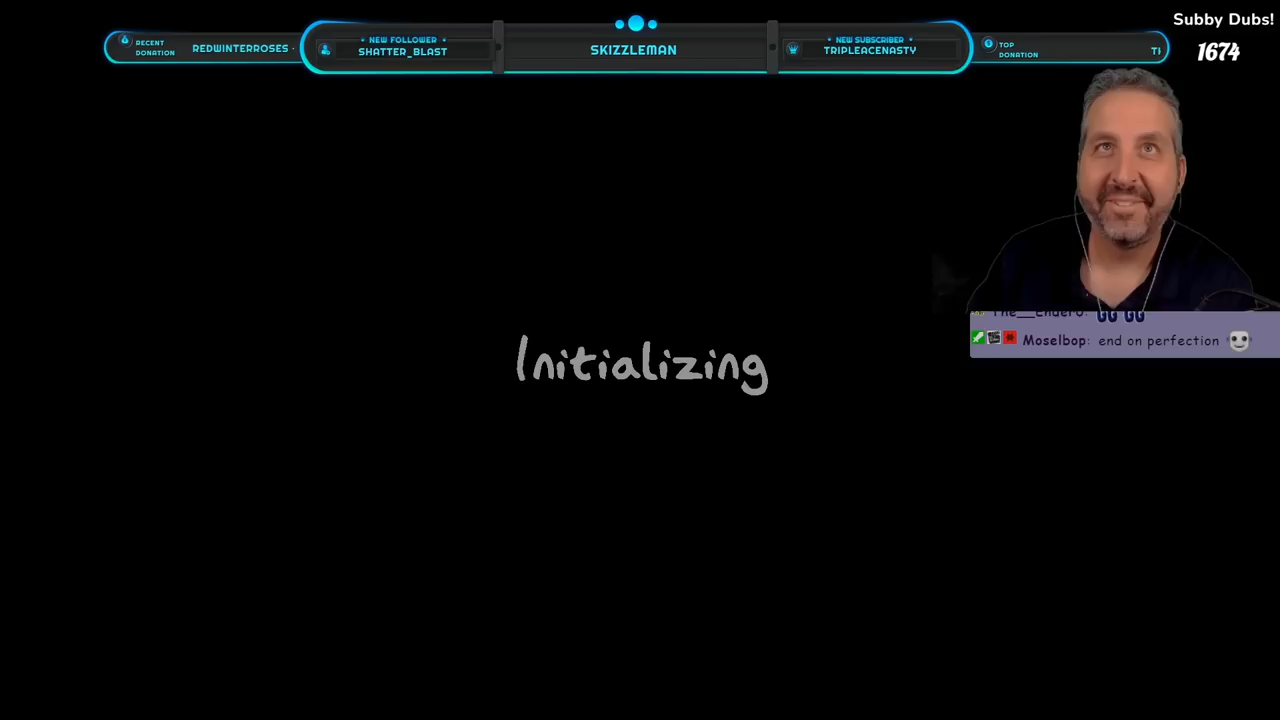 Subby Dubs!
1674
RECENT
DONATION
REDWINTERROSES
NEW FOLLOWER
SHATTER_BLAST
SKIZZLEMAN
NEW SUBSCRIBER
TRIPLEACENASTY
TOP
DONATION
Moselbop: end on perfection
Initializing